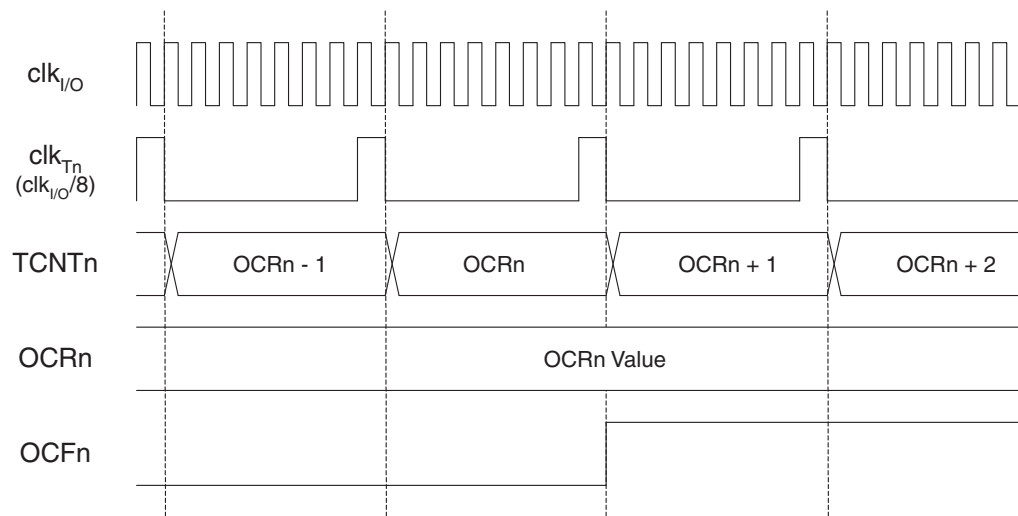 clkI/O
clkTn
(clkI/O/8)
TCNTn
OCRn - 1
OCRn
OCRn + 1
OCRn + 2
OCRn
OCRn Value
OCFn